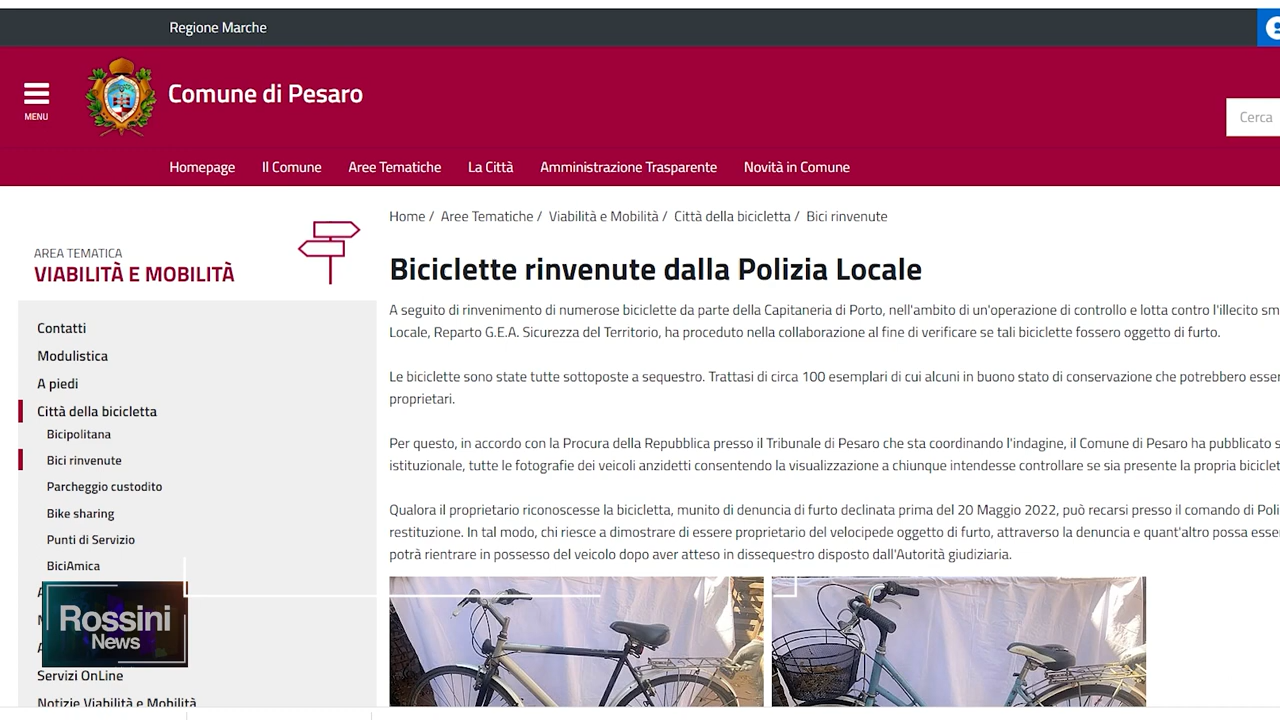 Regione Marche
MENU
Comune di Pesaro
Cerca
Homepage Il Comune Aree Tematiche La Città Amministrazione Trasparente Novità in Comune
Home / Aree Tematiche / Viabilità e Mobilità / Città della bicicletta / Bici rinvenute
AREA TEMATICA
VIABILITÀ E MOBILITÀ
Contatti
Modulistica
A piedi
Città della bicicletta
Bicipolitana
Bici rinvenute
Parcheggio custodito
Bike sharing
Punti di Servizio
BiciAmica
Servizi OnLine
Notizie Viabilità e Mobilità
Biciclette rinvenute dalla Polizia Locale
A seguito di rinvenimento di numerose biciclette da parte della Capitaneria di Porto, nell'ambito di un'operazione di controllo e lotta contro l'illecito
Locale, Reparto G.E.A. Sicurezza del Territorio, ha proceduto nella collaborazione al fine di verificare se tali biciclette fossero oggetto di furto.
Le biciclette sono state tutte sottoposte a sequestro. Trattasi di circa 100 esemplari di cui alcuni in buono stato di conservazione che potrebbero
proprietari.
Per questo, in accordo con la Procura della Repubblica presso il Tribunale di Pesaro che sta coordinando l'indagine, il Comune di Pesaro ha pubblicato
istituzionale, tutte le fotografie dei veicoli anzidetti consentendo la visualizzazione a chiunque intendesse controllare se sia presente la propria
Qualora il proprietario riconoscesse la bicicletta, munito di denuncia di furto declinata prima del 20 Maggio 2022, può recarsi presso il comando di
restituzione. In tal modo, chi riesce a dimostrare di essere proprietario del velocipede oggetto di furto, attraverso la denuncia e quant'altro possa
potrà rientrare in possesso del veicolo dopo aver atteso in dissequestro disposto dall'Autorità giudiziaria.
Rossini
News